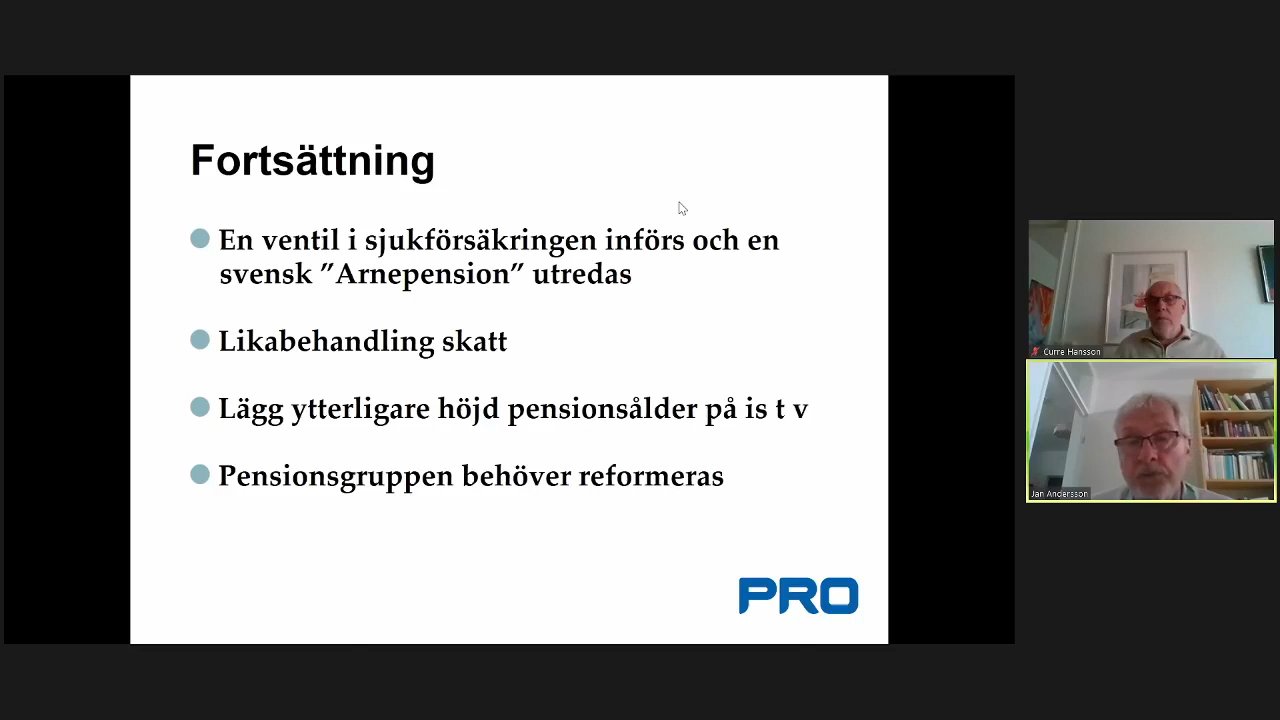 Fortsättning
En ventil i sjukförsäkringen införs och en
svensk ”Arnepension” utredas
Likabehandling skatt
Lägg ytterligare höjd pensionsålder på is t v
Pensionsgruppen behöver reformeras
PRO
Curre Hansson
Jan Andersson